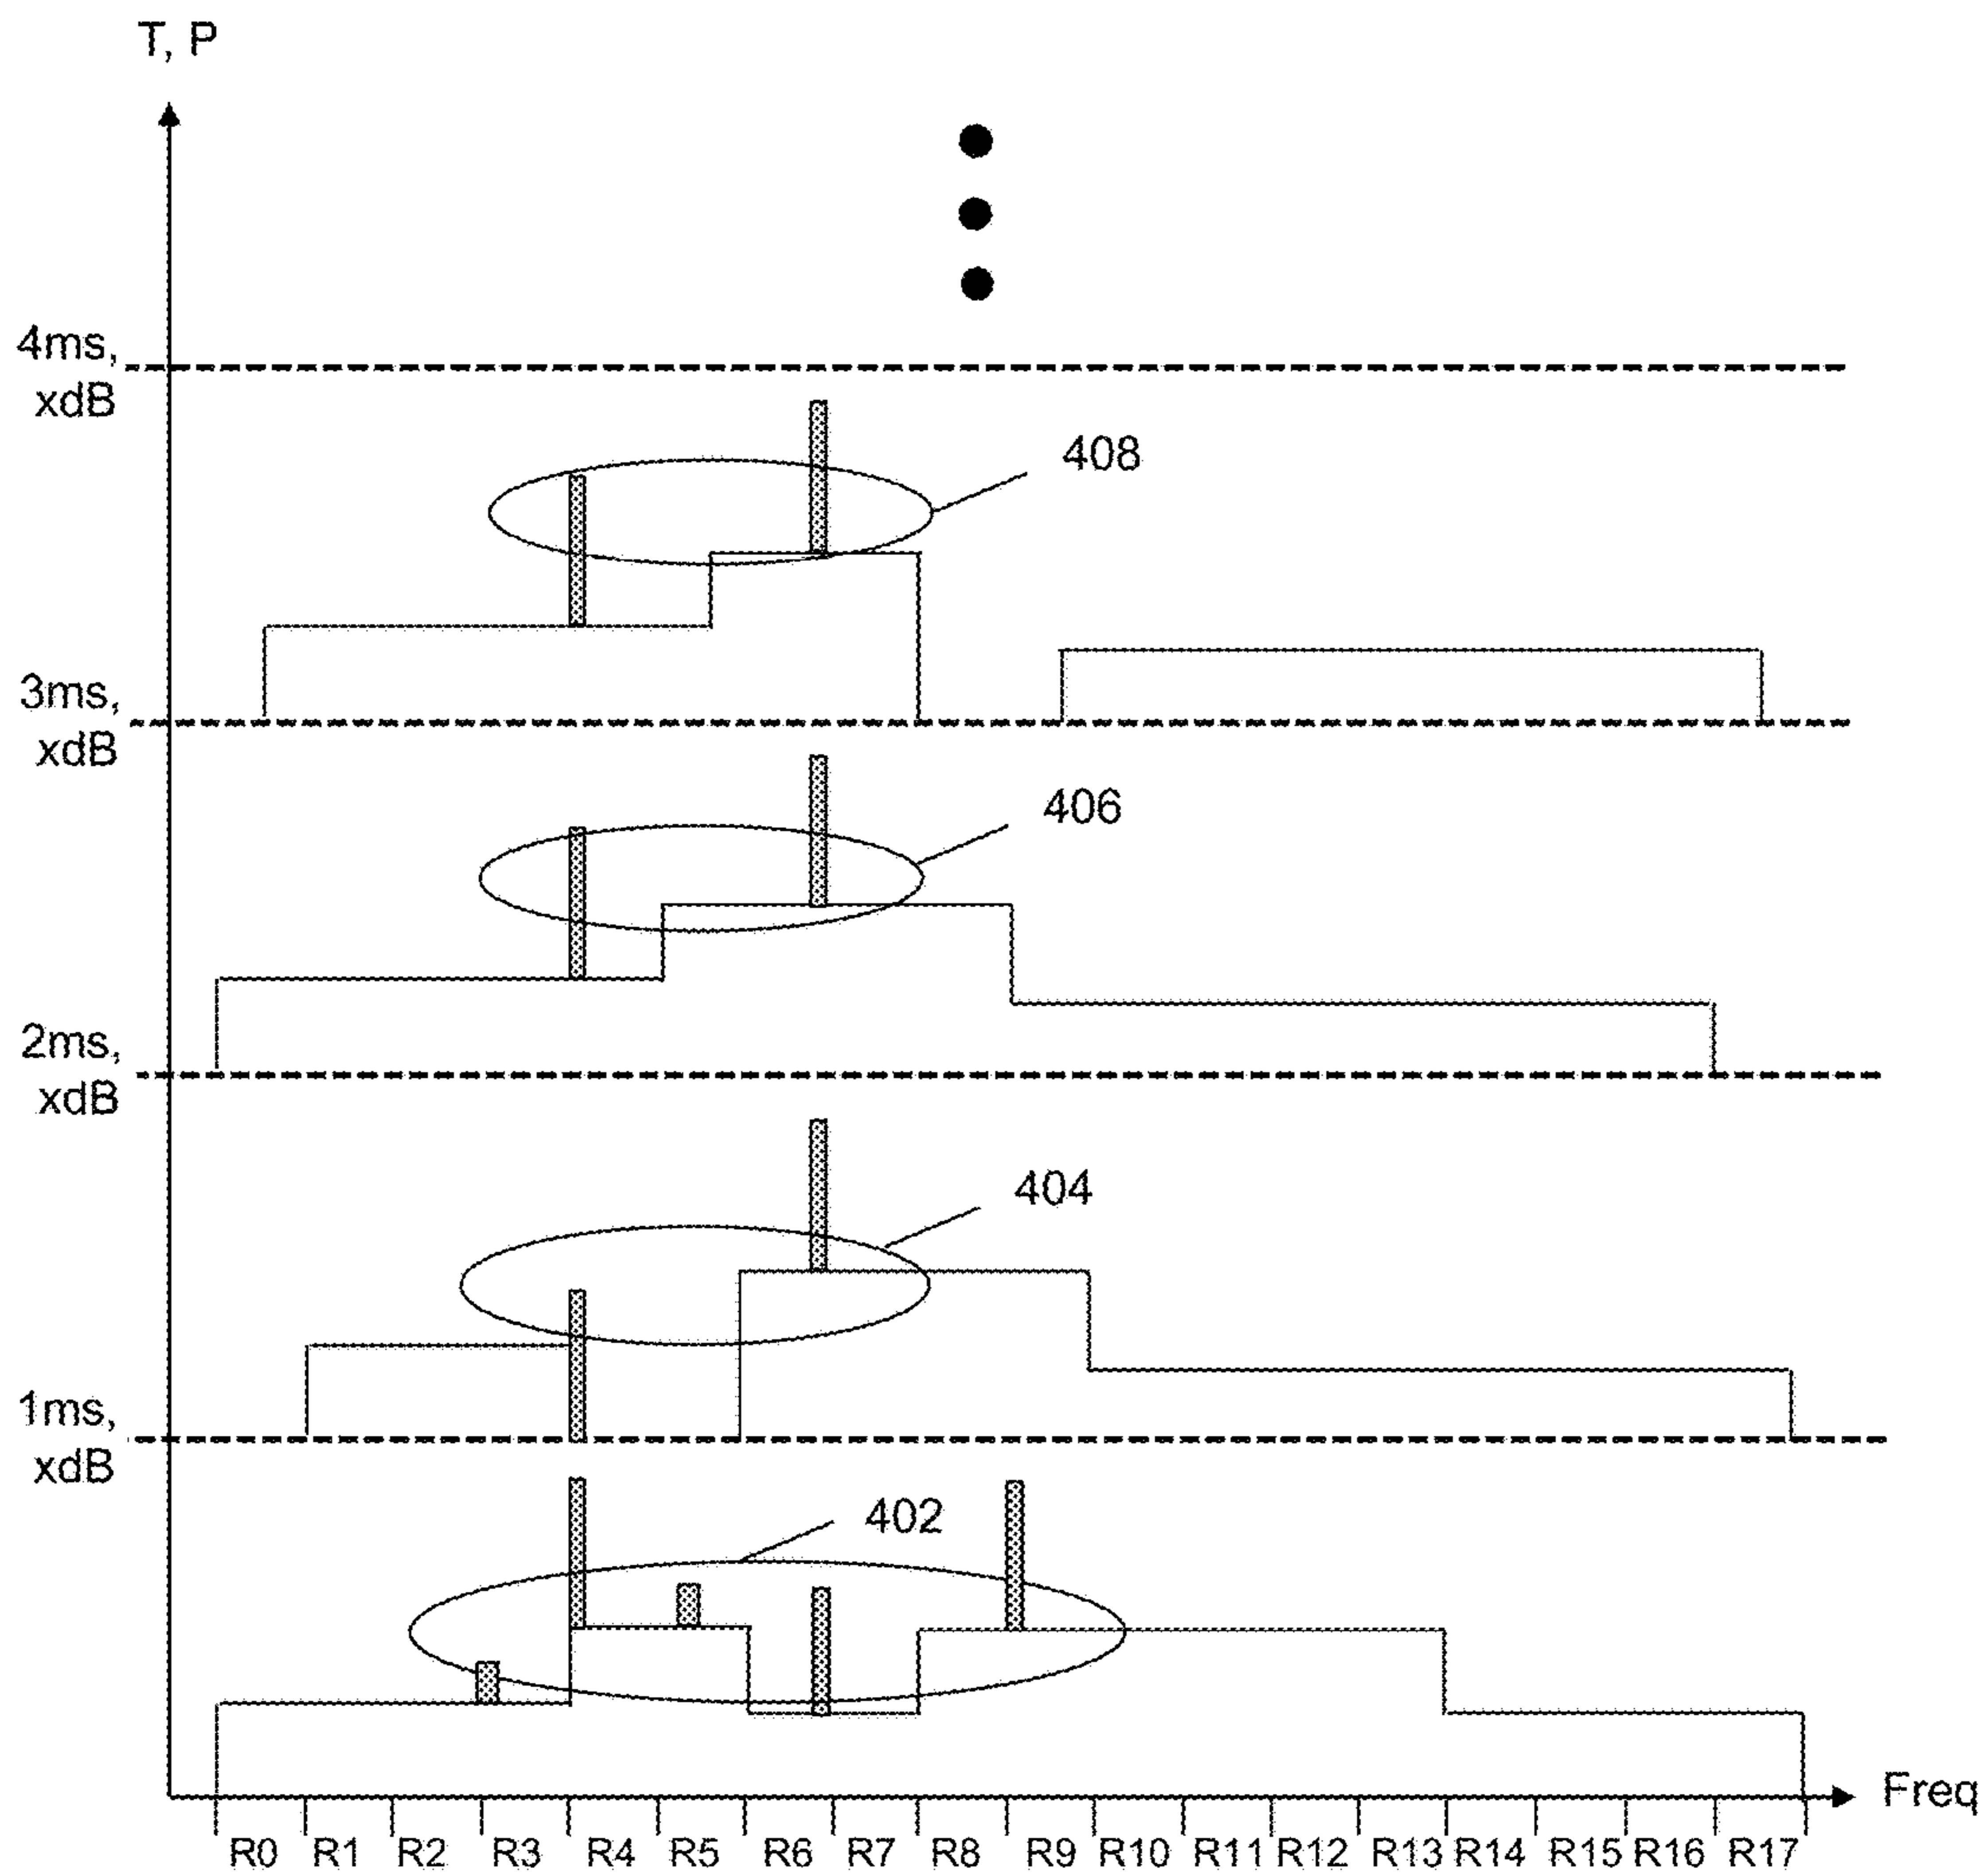 T, P
4ms,
xdB
408
3ms,
xdB
406
2ms,
xdB
404
1ms,
xdB
402
Freq
R0 R1 R2 R3 R4 R5 R6 R7 R8 R9 R10 R11 R12 R13 R14 R15 R16 R17